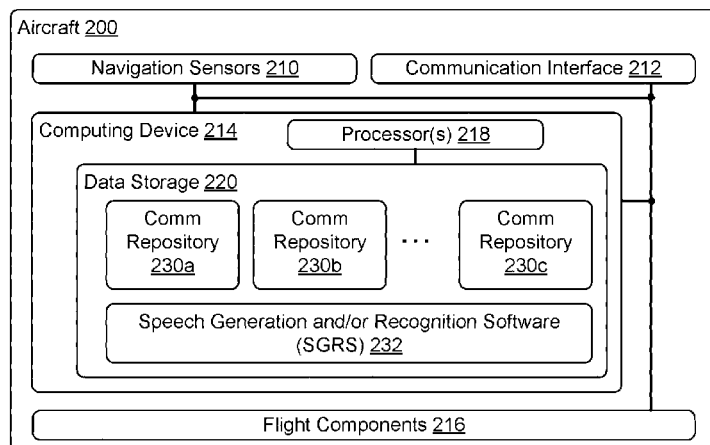 Aircraft 200
Navigation Sensors 210
Communication Interface 212
Computing Device 214
Processor(s) 218
Data Storage 220
Comm
Repository
230a
Comm
Repository
230b
...
Comm
Repository
230c
Speech Generation and/or Recognition Software
(SGRS) 232
Flight Components 216